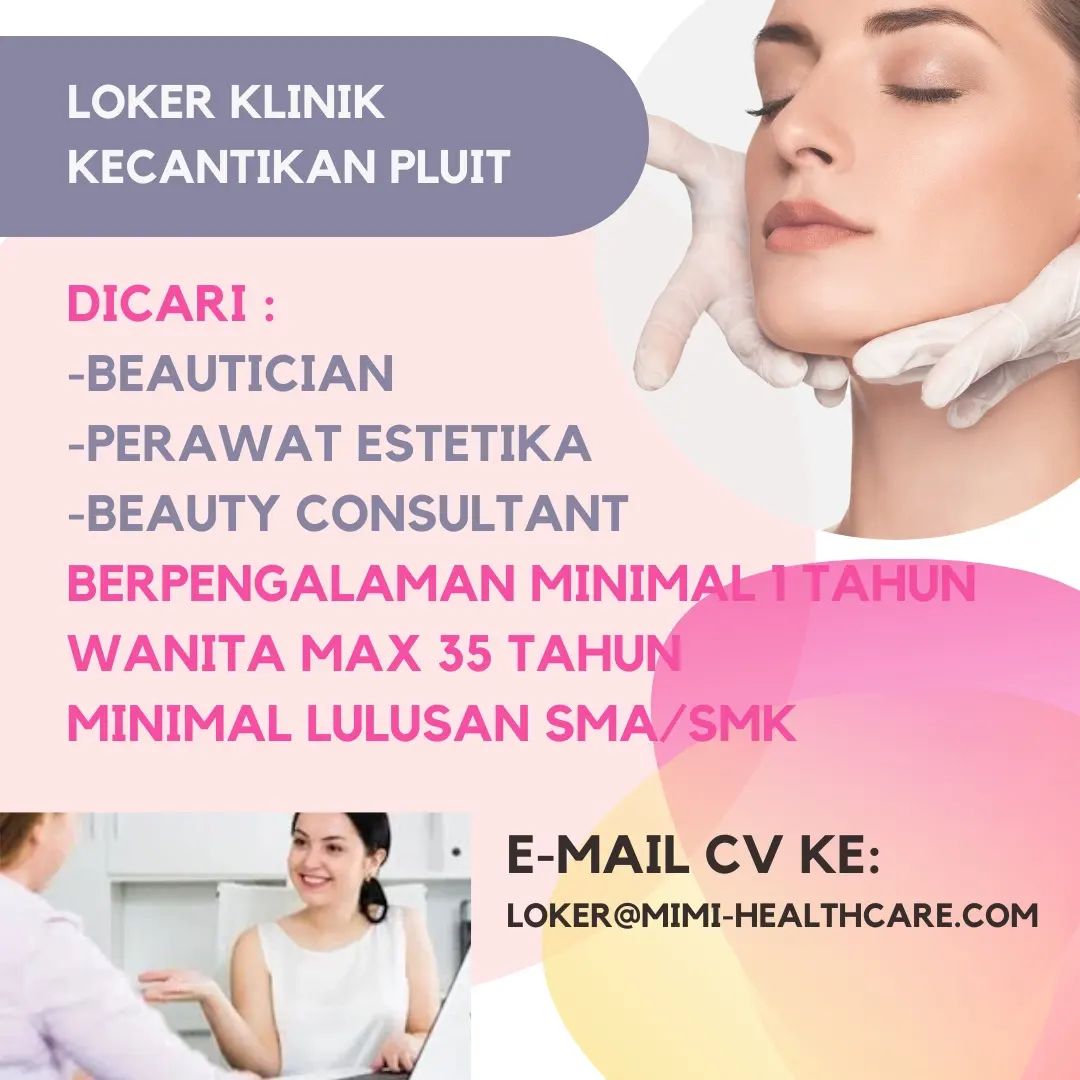 LOKER KLINIK
KECANTIKAN PLUIT
DICARI :
-BEAUTICIAN
-PERAWAT ESTETIKA
-BEAUTY CONSULTANT
BERPENGALAMAN MINIMAL 1 TAHUN
WANITA MAX 35 TAHUN
MINIMAL LULUSAN SMA/SMK
E-MAIL CV KE:
LOKER@MIMI-HEALTHCARE.COM